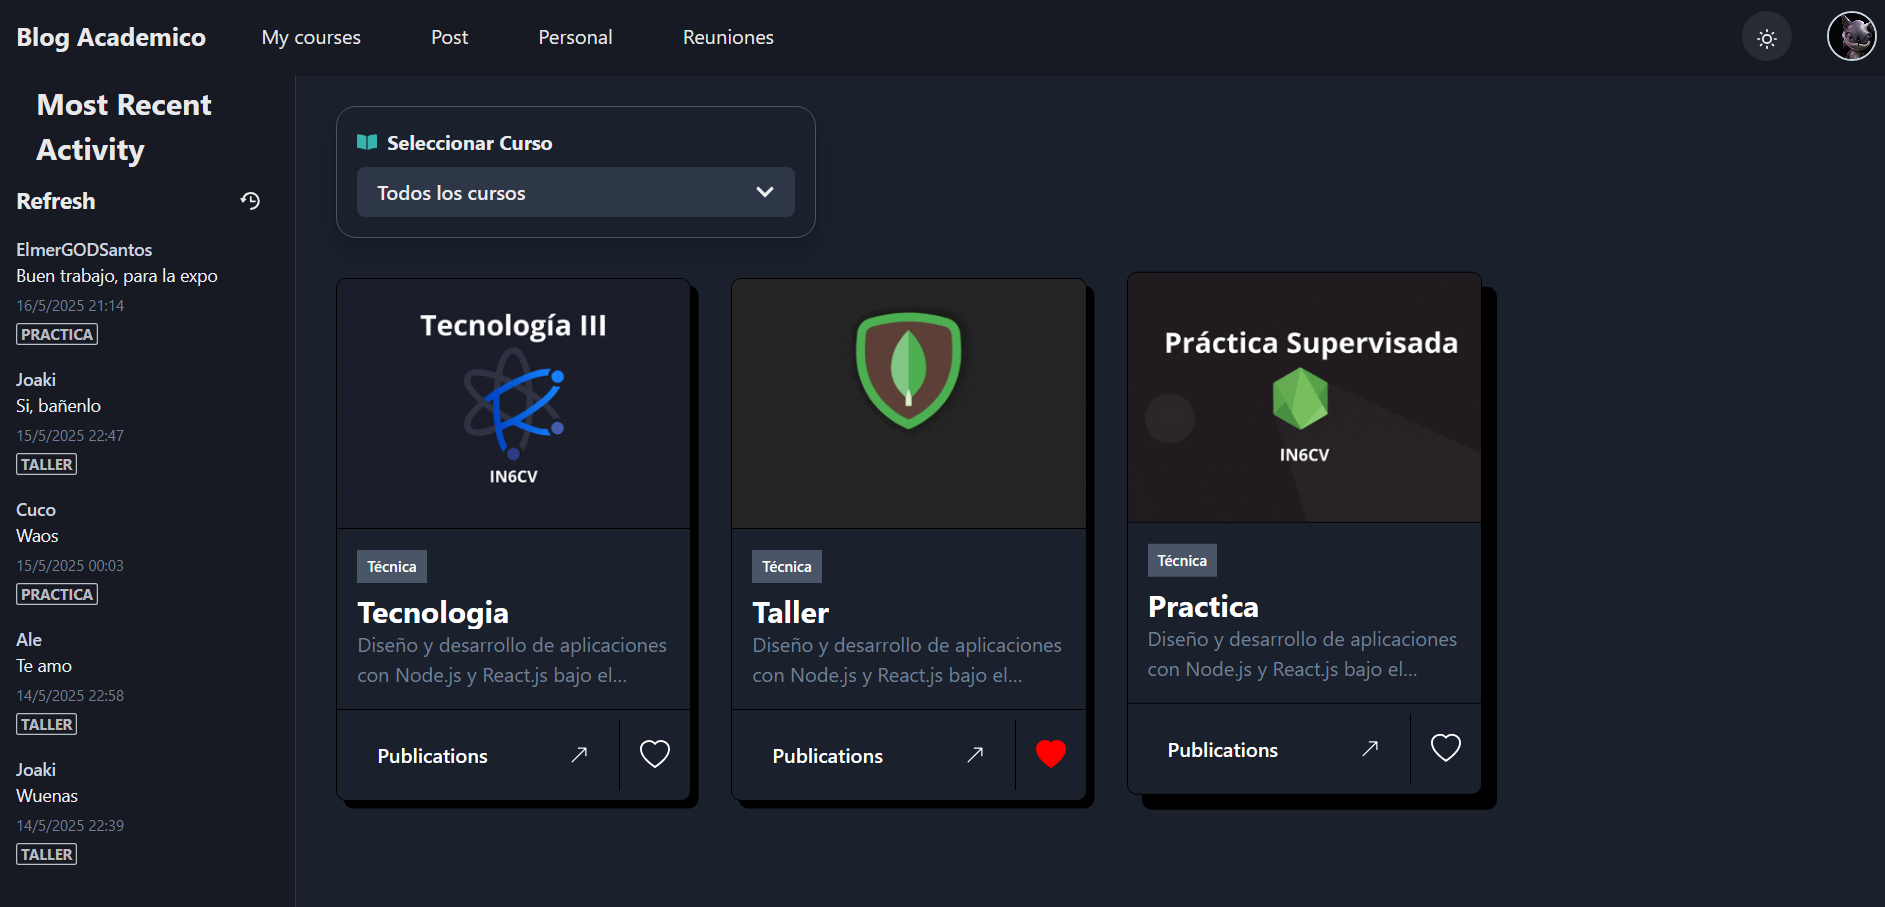 Blog Academico
My courses
Post
Personal
Reuniones
Most Recent
Activity
Refresh
ElmerGODSantos
Buen trabajo, para la expo
16/5/2025 21:14
PRACTICA
Joaki
Si, bañenlo
15/5/2025 22:47
TALLER
Cuco
Waos
15/5/2025 00:03
PRACTICA
Ale
Te amo
14/5/2025 22:58
TALLER
Joaki
Wuenas
14/5/2025 22:39
TALLER
Seleccionar Curso
Todos los cursos
Tecnología III
IN6CV
Técnica
Tecnologia
Diseño y desarrollo de aplicaciones
con Node.js y React.js bajo el...
Publications
Técnica
Taller
Diseño y desarrollo de aplicaciones
con Node.js y React.js bajo el...
Publications
Práctica Supervisada
IN6CV
Técnica
Practica
Diseño y desarrollo de aplicaciones
con Node.js y React.js bajo el...
Publications